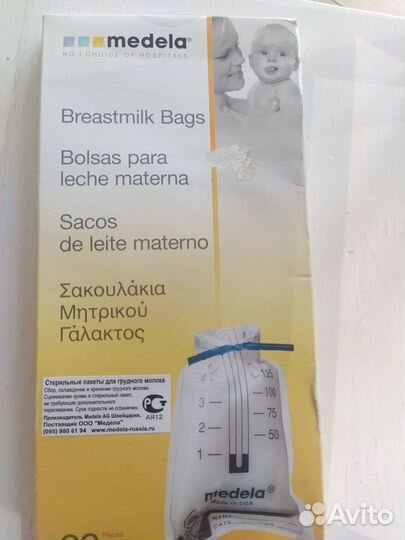 medela®
NO. 1 CHOICE OF HOSPITALS
Breastmilk Bags
Bolsas para
leche materna
Sacos
de leite materno
Σακουλάκια
Μητρικού
Γάλακτος
Стерильные пакеты для грудного молока
Сбор, охлаждение и хранение грудного молока.
Сцеживание прямо в стерильный пакет,
не требующее дополнительного
переливания. Срок годности не ограничен.
Производитель Medela AG Швейцария.
Поставщик ООО "Медела"
(095) 980 61 94 www.medela-russia.ru
АЯ12
4
125
3
100
2
75
50
1
medela®
Made in USA
NAME
DATE TIME
Pieces
Avito